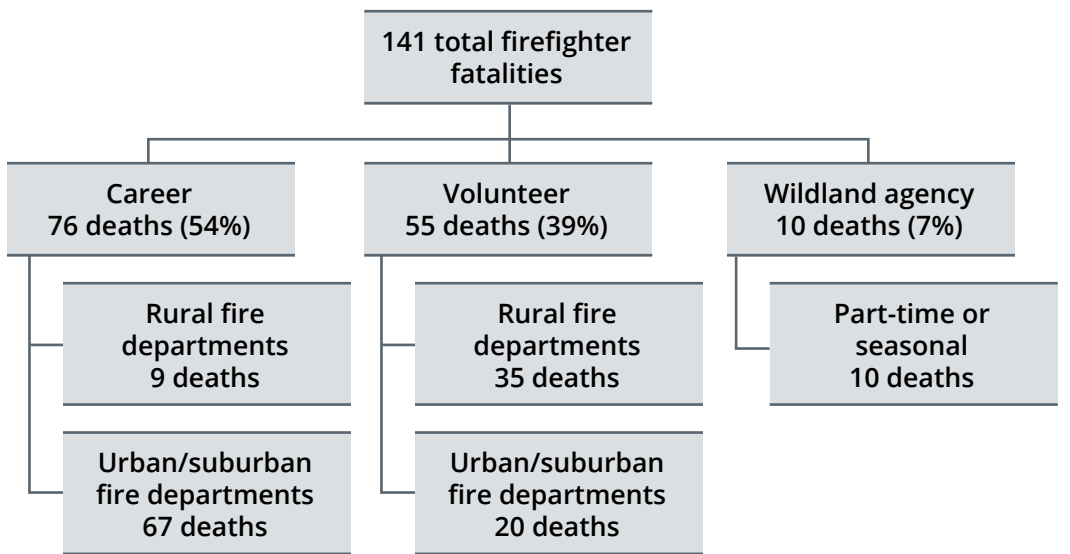 141 total firefighter
fatalities
Career
76 deaths (54%)
Volunteer
55 deaths (39%)
Wildland agency
10 deaths (7%)
Rural fire
departments
9 deaths
Rural fire
departments
35 deaths
Part-time or
seasonal
10 deaths
Urban/suburban
fire departments
67 deaths
Urban/suburban
fire departments
20 deaths